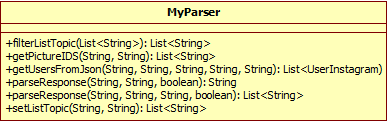 MyParser
+filterListTopic(List<String>): List<String>
+getPictureIDS(String, String): List<String>
+getUsersFromJson(String, String, String, String, String): List<UserInstagram>
+parseResponse(String, String, boolean): String
+parseResponse(String, String, String, boolean): List<String>
+setListTopic(String, String): List<String>